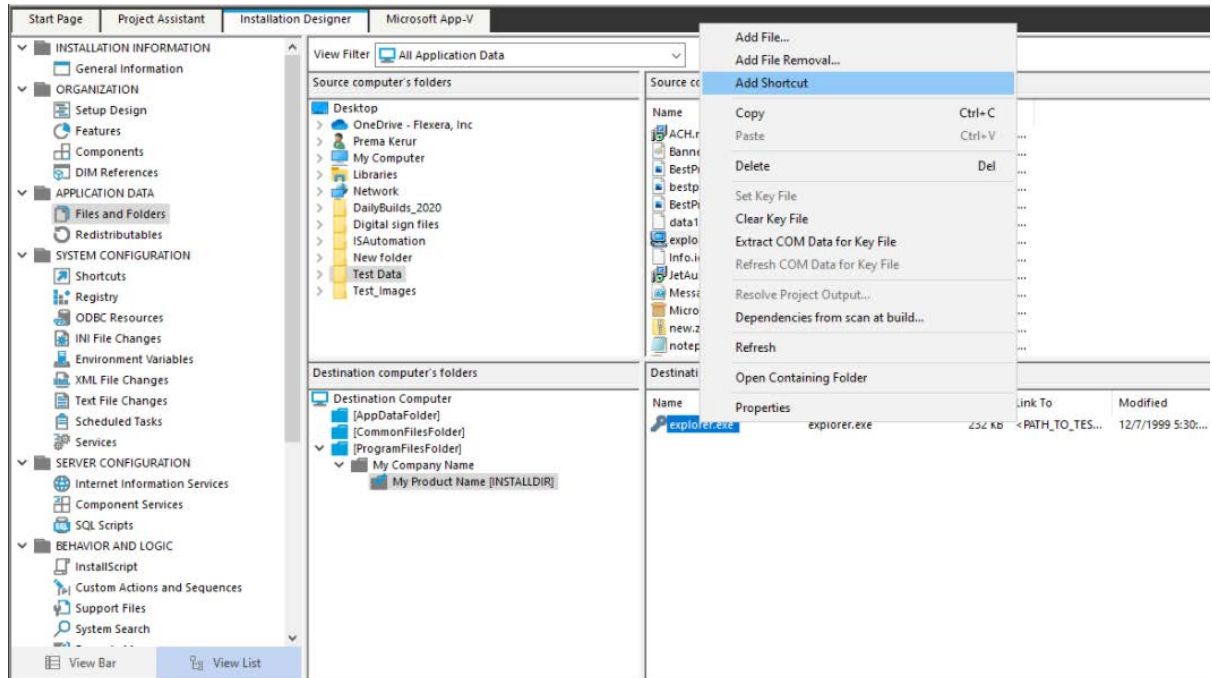 Start Page Project Assistant Installation Designer Microsoft App-V
INSTALLATION INFORMATION
General Information
ORGANIZATION
Setup Design
Features
Components
DIM References
APPLICATION DATA
Files and Folders
Redistributables
SYSTEM CONFIGURATION
Shortcuts
Registry
ODBC Resources
INI File Changes
Environment Variables
XML File Changes
Text File Changes
Scheduled Tasks
Services
SERVER CONFIGURATION
Internet Information Services
Component Services
SQL Scripts
BEHAVIOR AND LOGIC
InstallScript
Custom Actions and Sequences
Support Files
System Search
View Bar View List
View Filter All Application Data
Source computer's folders
Desktop
OneDrive - Flexera, Inc
Prema Kerur
My Computer
Libraries
Network
DailyBuilds_2020
Digital sign files
ISAutomation
New folder
Test Data
Test_Images
Source co
Name
ACH.r
Banne
BestPr
bestp
BestPr
data1
explo
Info.i
JetAu
Messa
Micro
new.z
notep
Add File...
Add File Removal...
Add Shortcut
Copy Ctrl+C
Paste Ctrl+V
Delete Del
Set Key File
Clear Key File
Extract COM Data for Key File
Refresh COM Data for Key File
Resolve Project Output...
Dependencies from scan at build...
Refresh
Open Containing Folder
Properties
Destination computer's folders
Destination Computer
[AppDataFolder]
[CommonFilesFolder]
[ProgramFilesFolder]
My Company Name
My Product Name [INSTALLDIR]
Destinati
Name Link To Modified
explorer.exe explorer.exe 232 KB <PATH_TO_TES... 12/7/1999 5:30:...